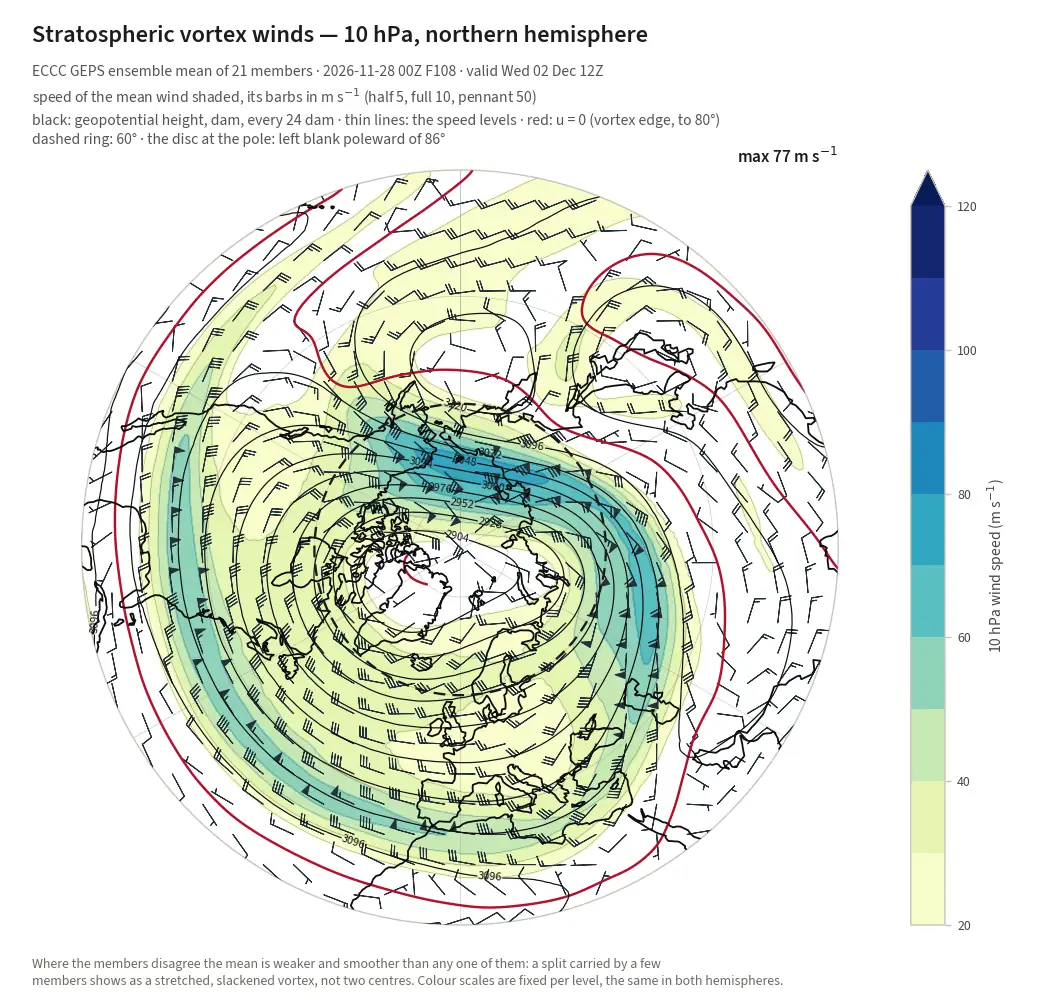 Stratospheric vortex winds — 10 hPa, northern hemisphere
ECCC GEPS ensemble mean of 21 members · 2026-11-28 00Z F108 · valid Wed 02 Dec 12Z
speed of the mean wind shaded, its barbs in m s⁻¹ (half 5, full 10, pennant 50)
black: geopotential height, dam, every 24 dam · thin lines: the speed levels · red: u = 0 (vortex edge, to 80°)
dashed ring: 60° · the disc at the pole: left blank poleward of 86°
max 77 m s⁻¹
120
100
80
60
40
20
10 hPa wind speed (m s⁻¹)
3096
2952
2928
2904
3096
3096
3096
Where the members disagree the mean is weaker and smoother than any one of them: a split carried by a few
members shows as a stretched, slackened vortex, not two centres. Colour scales are fixed per level, the same in both hemispheres.